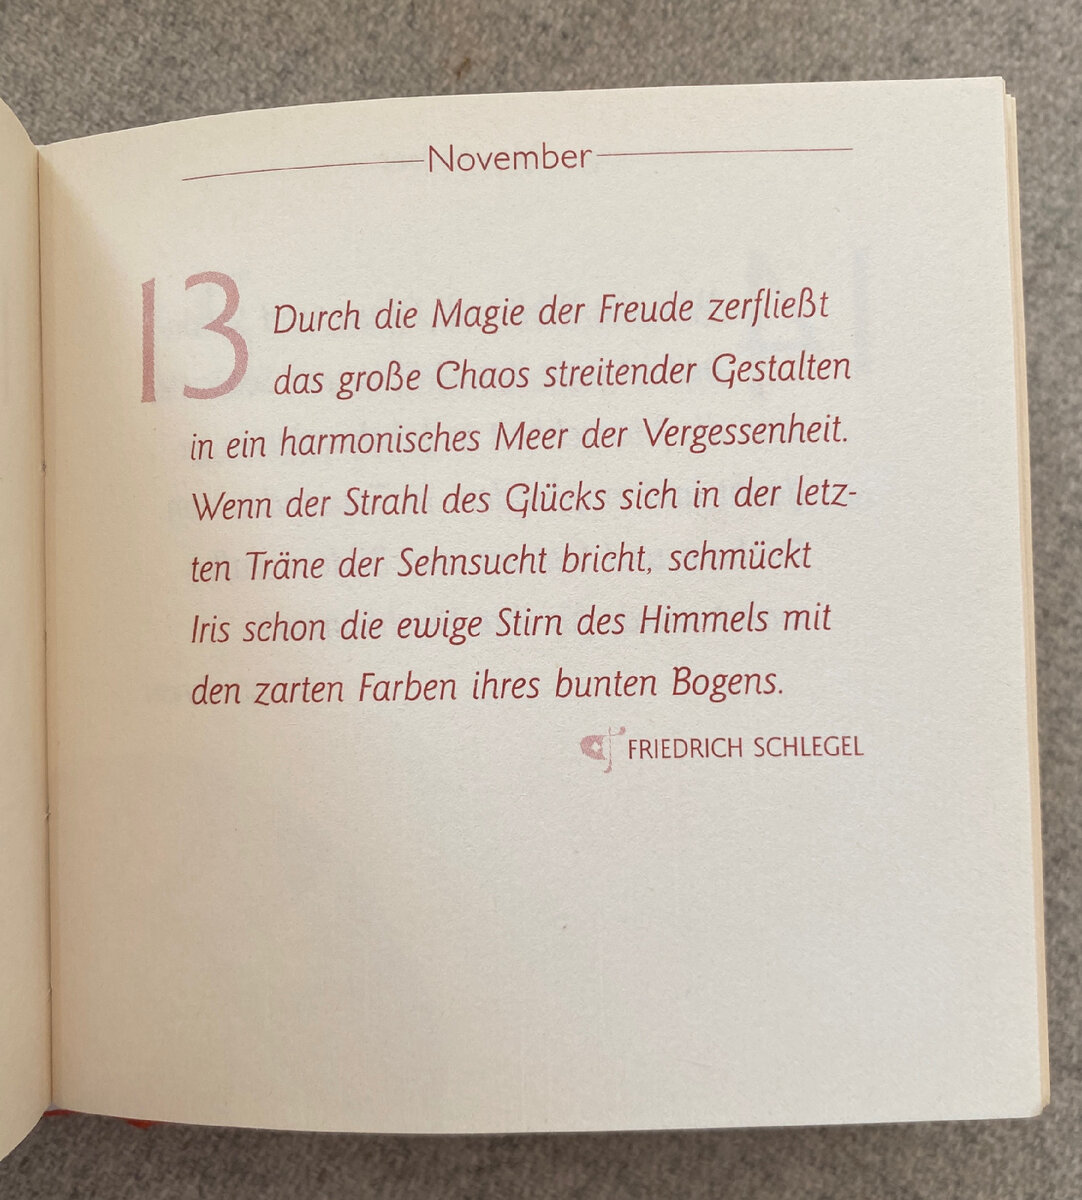 November
13
Durch die Magie der Freude zerfließt
das große Chaos streitender Gestalten
in ein harmonisches Meer der Vergessenheit.
Wenn der Strahl des Glücks sich in der letz-
ten Träne der Sehnsucht bricht, schmückt
Iris schon die ewige Stirn des Himmels mit
den zarten Farben ihres bunten Bogens.
FRIEDRICH SCHLEGEL